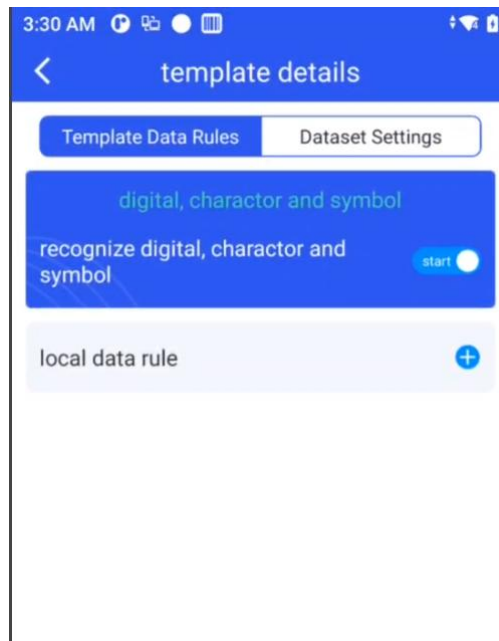 3:30 AM
template details
Template Data Rules
Dataset Settings
digital, charactor and symbol
recognize digital, charactor and
symbol
start
local data rule